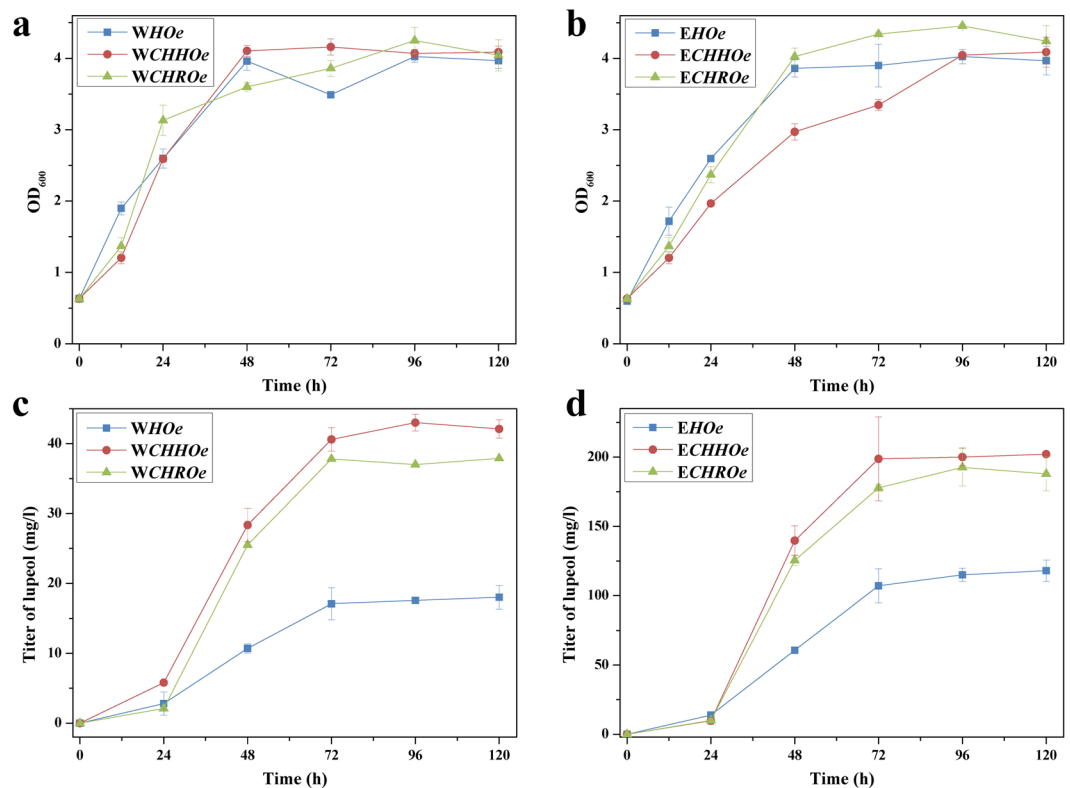 a
WHOe
WCHHOe
WCHROe
OD600
0
1
2
3
4
0
24
48
72
96
120
Time (h)
b
EHOe
ECHHOe
ECHROe
OD600
0
1
2
3
4
0
24
48
72
96
120
Time (h)
c
WHOe
WCHHOe
WCHROe
Titer of lupeol (mg/l)
0
10
20
30
40
0
24
48
72
96
120
Time (h)
d
EHOe
ECHHOe
ECHROe
Titer of lupeol (mg/l)
0
50
100
150
200
0
24
48
72
96
120
Time (h)